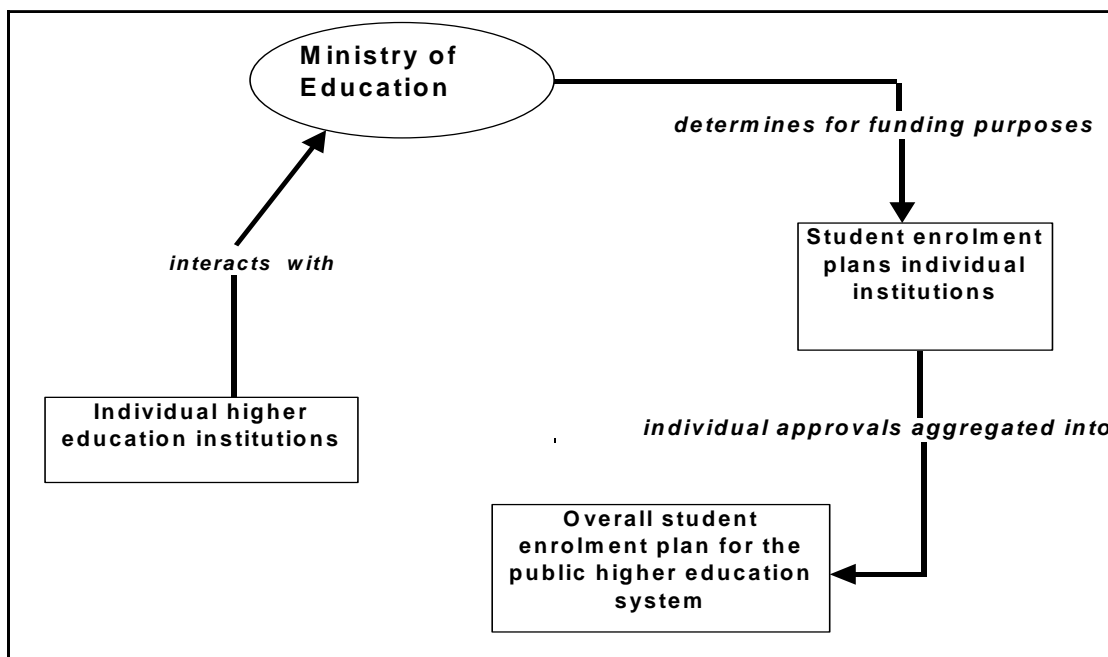 Ministry of
Education
determines for funding purposes
Student enrolment
plans individual
institutions
interacts with
Individual higher
education institutions
individual approvals aggregated into
Overall student
enrolment plan for the
public higher education
system